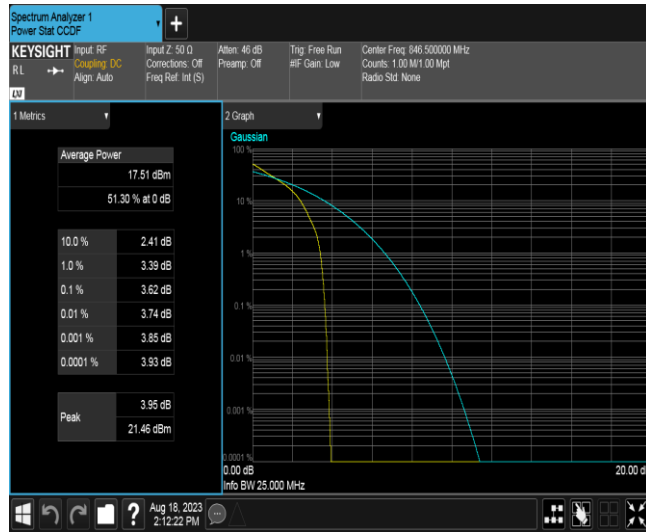 Spectrum Analyzer 1
Power Stat CCDF
KEYSIGHT
RL
LXI
Input: RF
Coupling: DC
Align: Auto
Input Z: 50 Ω
Corrections: Off
Freq Ref: Int (S)
Atten: 46 dB
Preamp: Off
Trig: Free Run
#IF Gain: Low
Center Freq: 846.500000 MHz
Counts: 1.00 M/1.00 Mpt
Radio Std: None
1 Metrics
Average Power
17.51 dBm
51.30 % at 0 dB
10.0 % 2.41 dB
1.0 % 3.39 dB
0.1 % 3.62 dB
0.01 % 3.74 dB
0.001 % 3.85 dB
0.0001 % 3.93 dB
Peak
3.95 dB
21.46 dBm
2 Graph
Gaussian
100 %
10 %
1 %
0.1 %
0.01 %
0.001 %
0.0001 %
0.00 dB
20.00 d
Info BW 25.000 MHz
?
Aug 18, 2023
2:12:22 PM